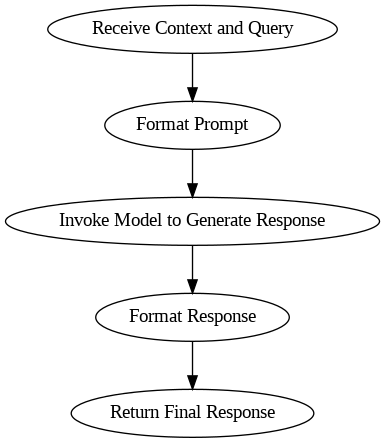 Receive Context and Query
Format Prompt
Invoke Model to Generate Response
Format Response
Return Final Response